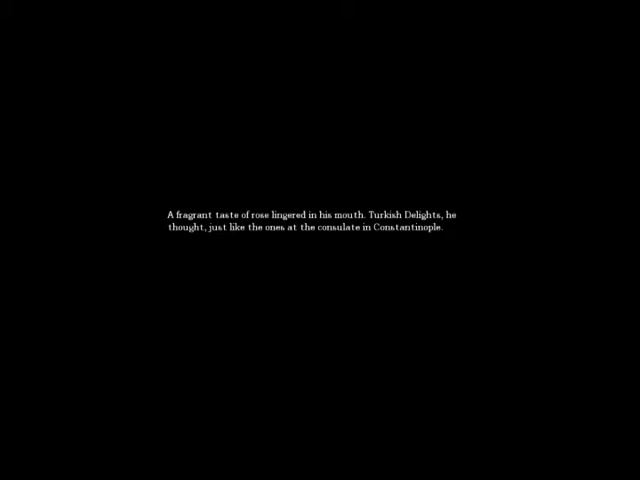 A fragrant taste of rose lingered in his mouth. Turkish Delights, he
thought, just like the ones at the consulate in Constantinople.